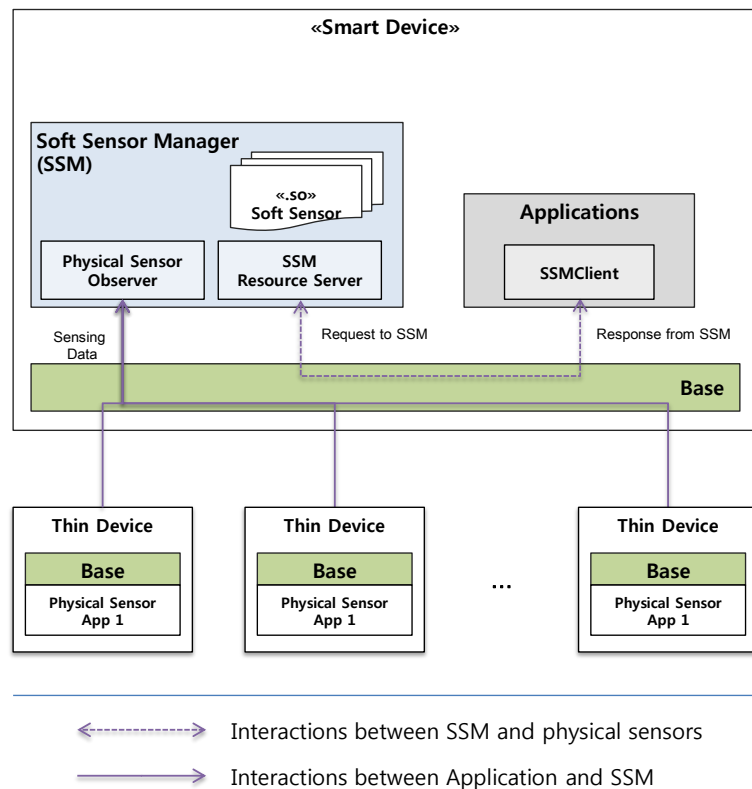 «Smart Device»
Soft Sensor Manager
(SSM)
«.so»
Soft Sensor
Physical Sensor
Observer
SSM
Resource Server
Applications
SSMClient
Sensing
Data
Request to SSM
Response from SSM
Base
Thin Device
Base
Physical Sensor
App 1
Thin Device
Base
Physical Sensor
App 1
...
Thin Device
Base
Physical Sensor
App 1
Interactions between SSM and physical sensors
Interactions between Application and SSM